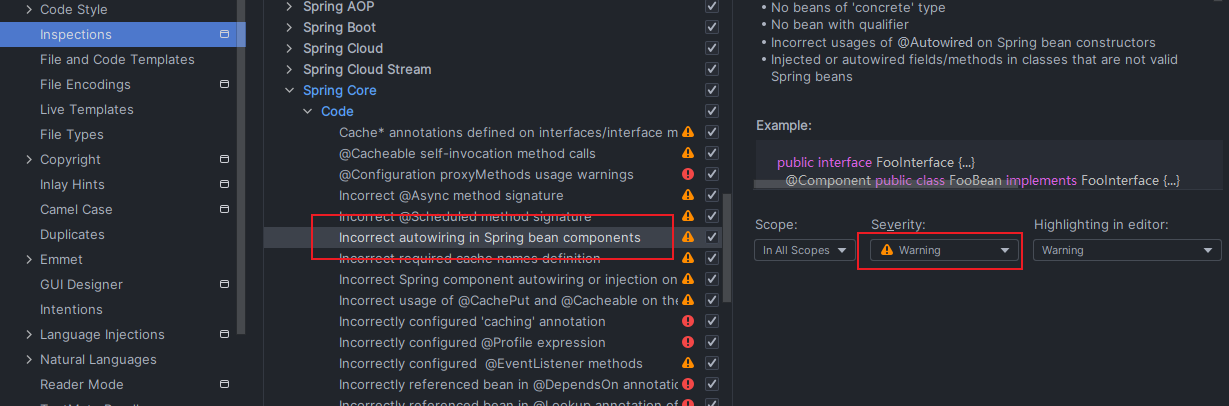 Code Style
Inspections
File and Code Templates
File Encodings
Live Templates
File Types
Copyright
Inlay Hints
Camel Case
Duplicates
Emmet
GUI Designer
Intentions
Language Injections
Natural Languages
Reader Mode
Spring AOP
Spring Boot
Spring Cloud
Spring Cloud Stream
Spring Core
Code
Cache* annotations defined on interfaces/interface m
@Cacheable self-invocation method calls
@Configuration proxyMethods usage warnings
Incorrect @Async method signature
Incorrect @Scheduled method signature
Incorrect autowiring in Spring bean components
Incorrect required cache names definition
Incorrect Spring component autowiring or injection on
Incorrect usage of @CachePut and @Cacheable on the
Incorrectly configured 'caching' annotation
Incorrectly configured @Profile expression
Incorrectly configured @EventListener methods
Incorrectly referenced bean in @DependsOn annotatio
Incorrectly referenced bean in @Lookup annotation of
• No beans of 'concrete' type
• No bean with qualifier
• Incorrect usages of @Autowired on Spring bean constructors
• Injected or autowired fields/methods in classes that are not valid
Spring beans
Example:
public interface FooInterface {...}
@Component public class FooBean implements FooInterface {...}
Scope:
Severity:
Highlighting in editor:
In All Scopes
Warning
Warning